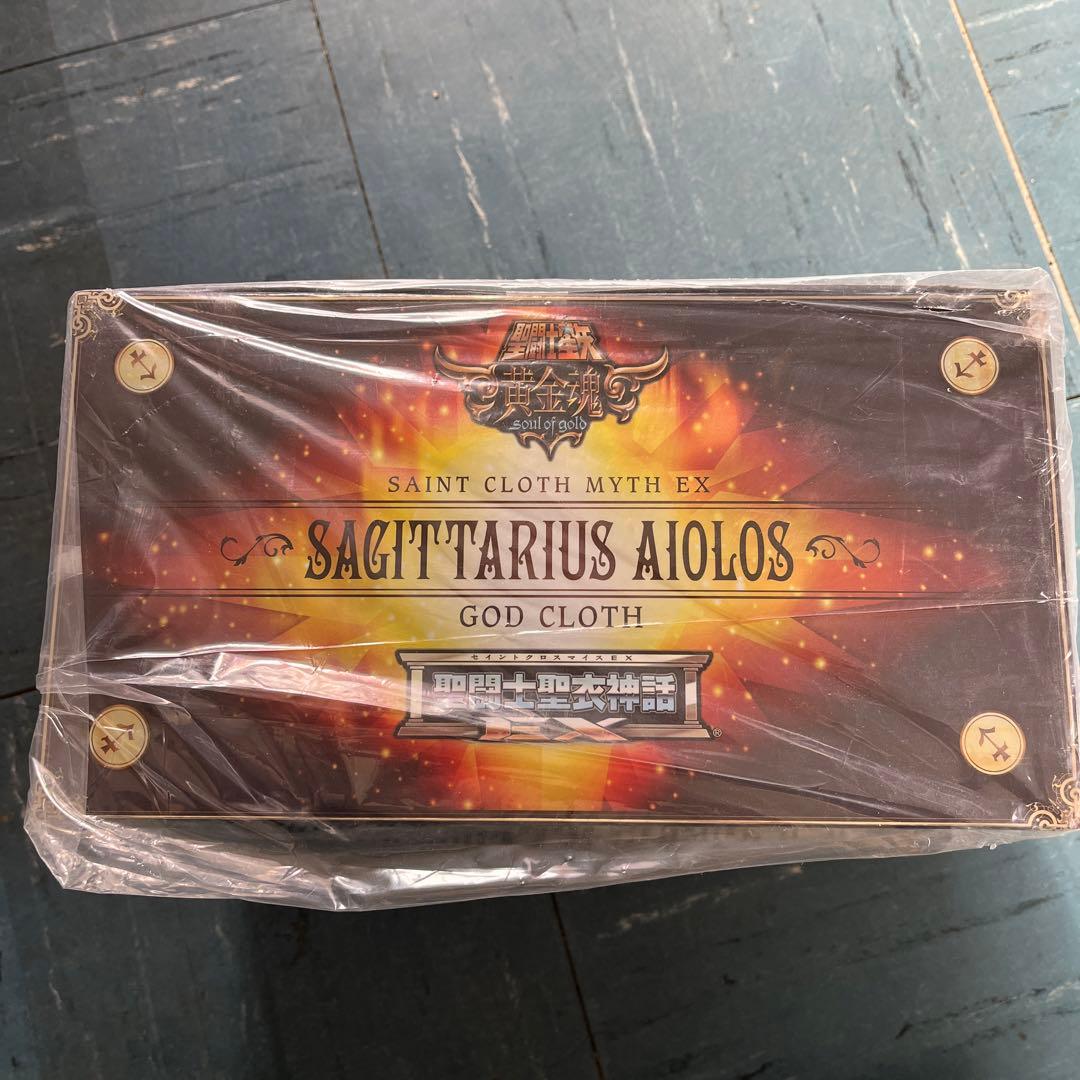 聖闘士星矢
黄金魂
soul of gold
SAINT CLOTH MYTH EX
SAGITTARIUS AIOLOS
GOD CLOTH
セイントクロスマイスEX
聖闘士聖衣神話
EX
®